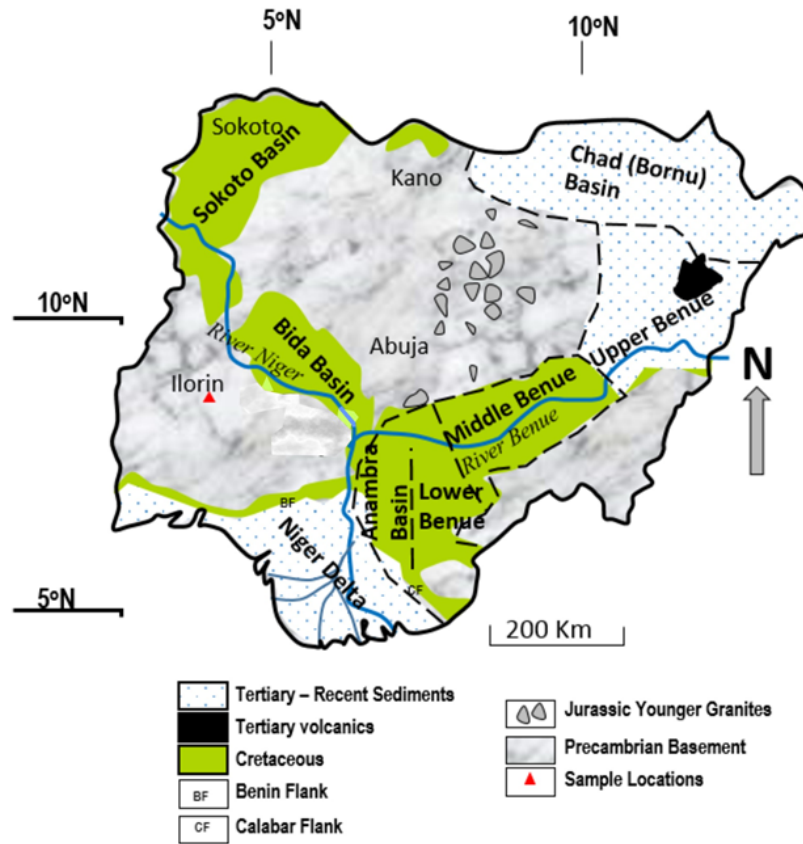 5ºN
10ºN
Sokoto
Sokoto Basin
Kano
Chad (Bornu)
Basin
10ºN
River Niger
Bida Basin
Abuja
Upper Benue
N
Ilorin
Middle Benue
River Benue
Anambra
Basin
Lower
Benue
BF
Niger Delta
CF
5ºN
200 Km
Tertiary – Recent Sediments
Tertiary volcanics
Cretaceous
BF Benin Flank
CF Calabar Flank
Jurassic Younger Granites
Precambrian Basement
Sample Locations